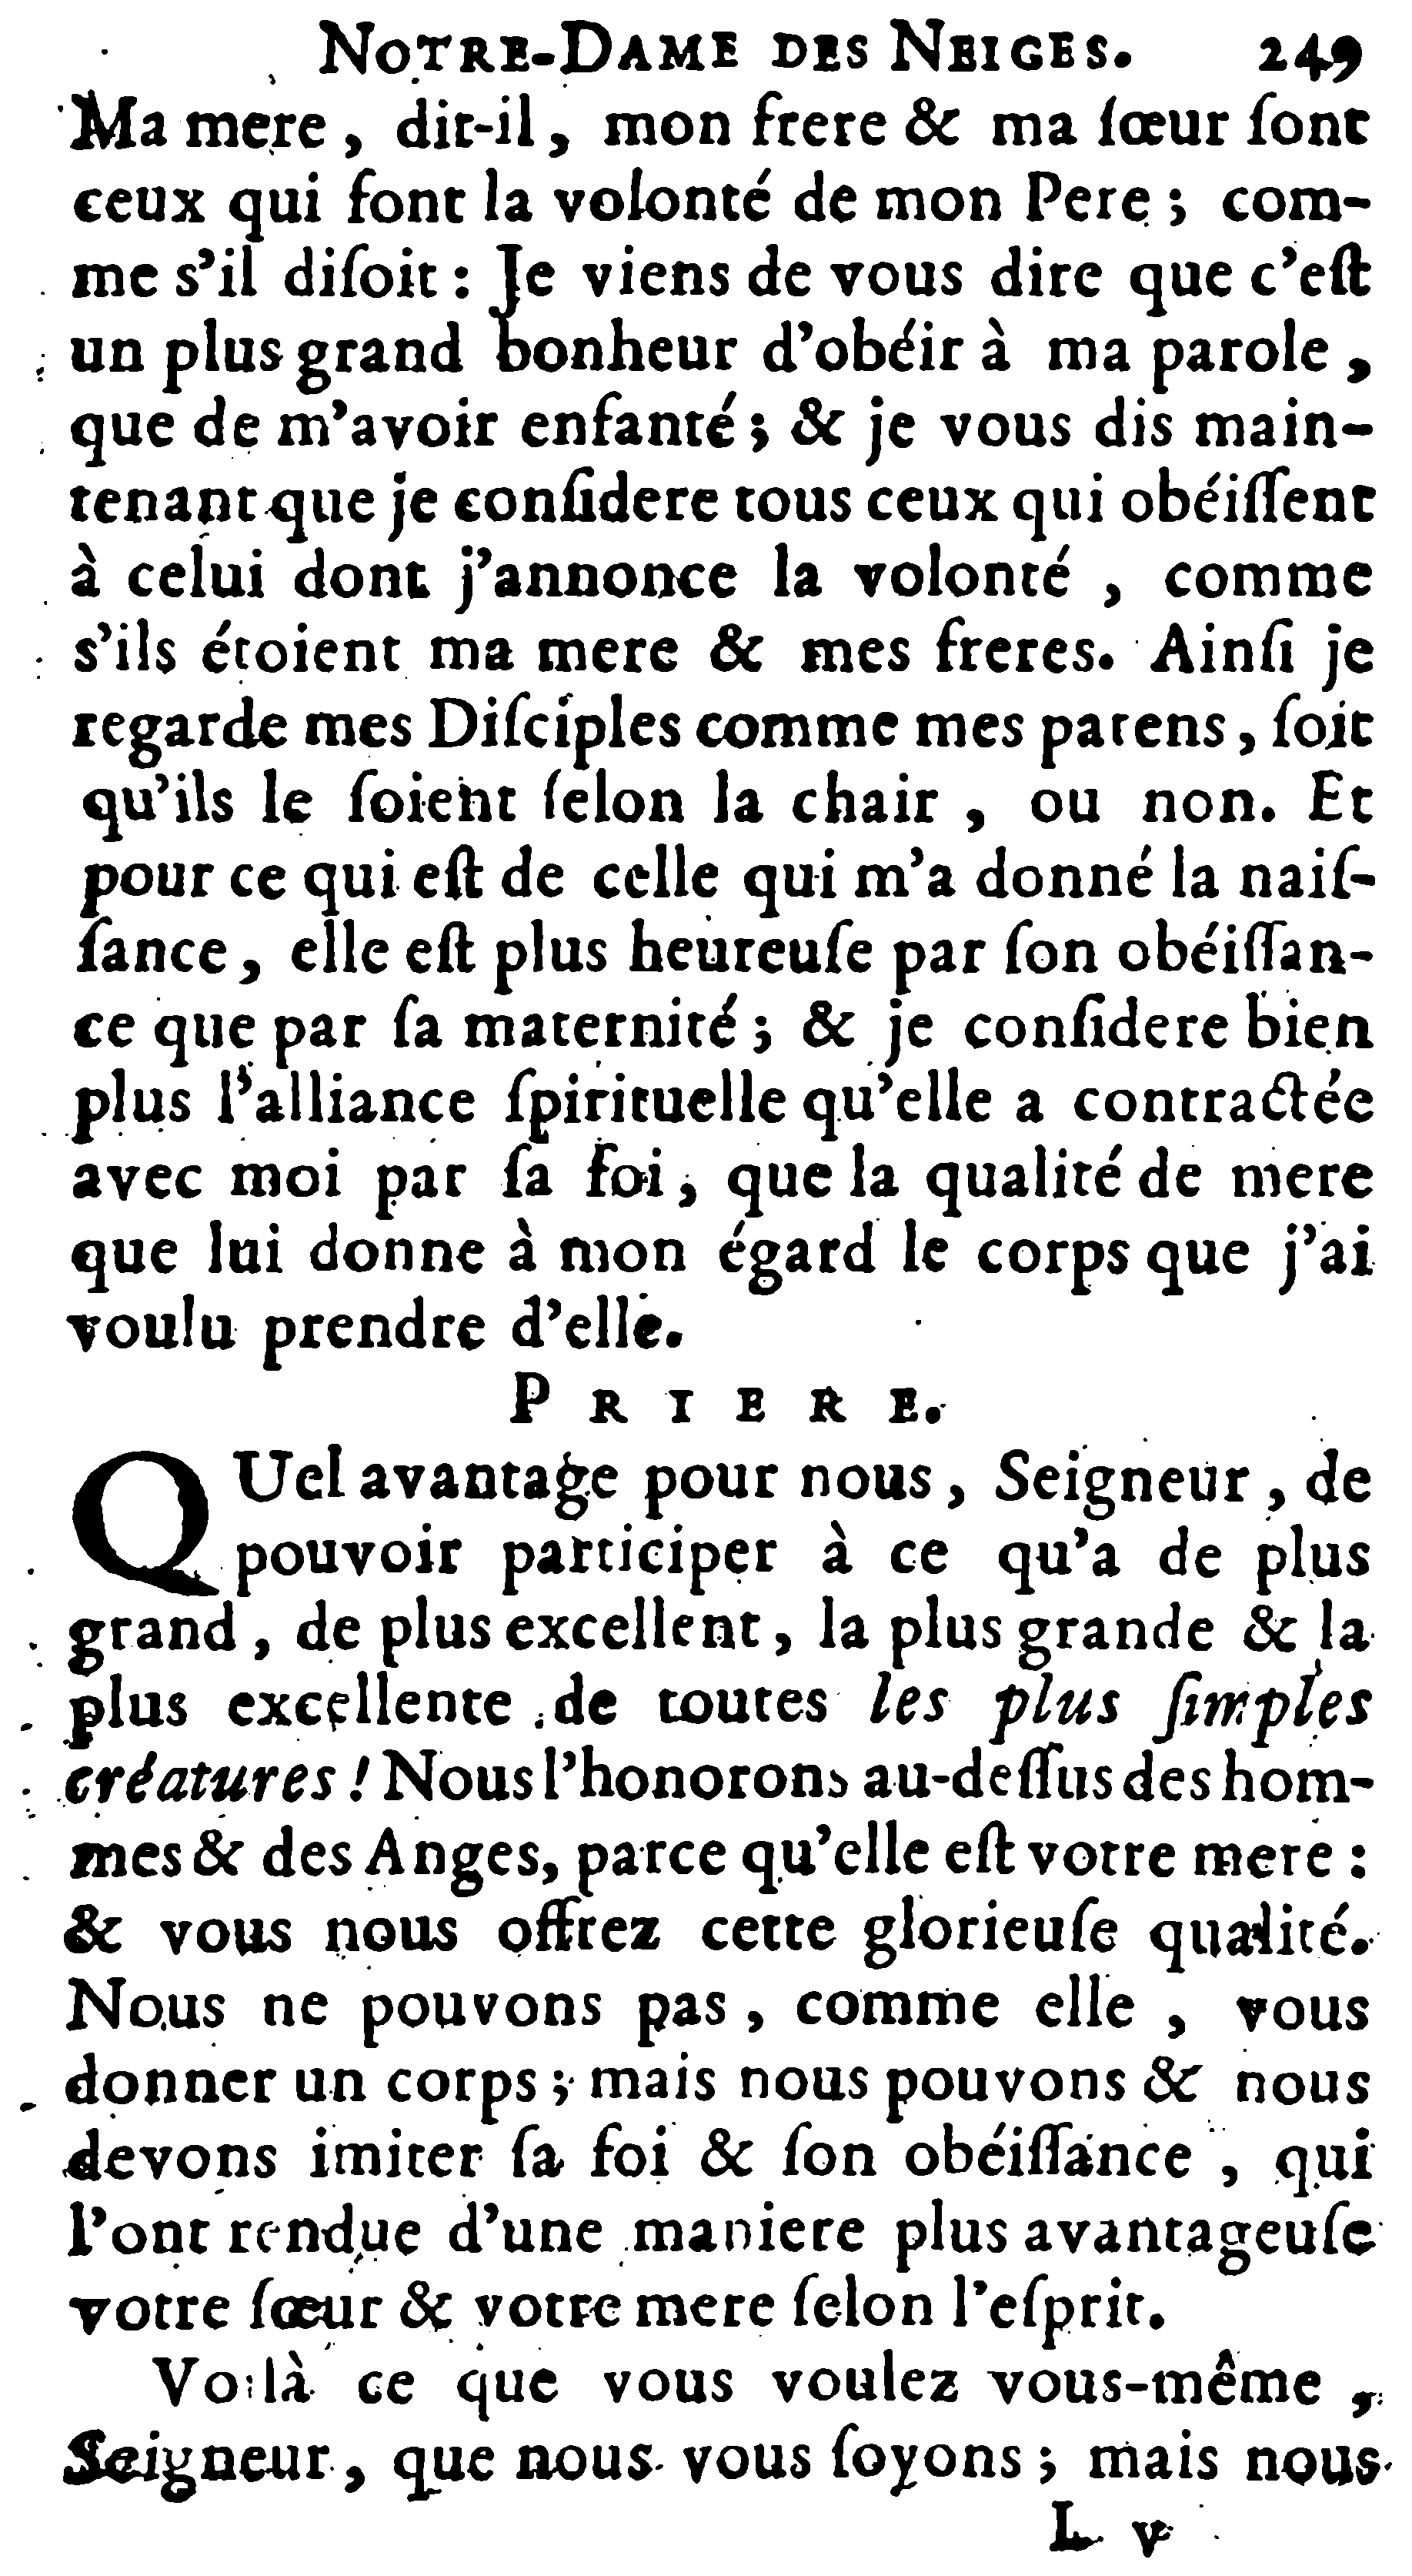 NOTRE-DAME DES NEIGES. 249
Ma mere, dit-il, mon frere & ma ſœur ſont
ceux qui font la volonté de mon Pere; com-
me s'il diſoit: Je viens de vous dire que c'eſt
un plus grand bonheur d'obéir à ma parole,
que de m'avoir enfanté; & je vous dis main-
tenant que je conſidere tous ceux qui obéiſſent
à celui dont j'annonce la volonté, comme
s'ils étoient ma mere & mes freres. Ainſi je
regarde mes Diſciples comme mes parens, ſoit
qu'ils le ſoient ſelon la chair, ou non. Et
pour ce qui eſt de celle qui m'a donné la naiſ-
ſance, elle eſt plus heureuſe par ſon obéiſſan-
ce que par ſa maternité; & je conſidere bien
plus l'alliance ſpirituelle qu'elle a contractée
avec moi par ſa foi, que la qualité de mere
que lui donne à mon égard le corps que j'ai
voulu prendre d'elle.
PRIERE.
QUel avantage pour nous, Seigneur, de
pouvoir participer à ce qu'a de plus
grand, de plus excellent, la plus grande & la
plus excellente de toutes les plus ſimples
créatures! Nous l'honorons au-deſſus des hom-
mes & des Anges, parce qu'elle eſt votre mere:
& vous nous offrez cette glorieuſe qualité.
Nous ne pouvons pas, comme elle, vous
donner un corps; mais nous pouvons & nous
devons imiter ſa foi & ſon obéiſſance, qui
l'ont rendue d'une maniere plus avantageuſe
votre ſœur & votre mere ſelon l'eſprit.
Voilà ce que vous voulez vous-même,
Seigneur, que nous vous ſoyons; mais nous
L v